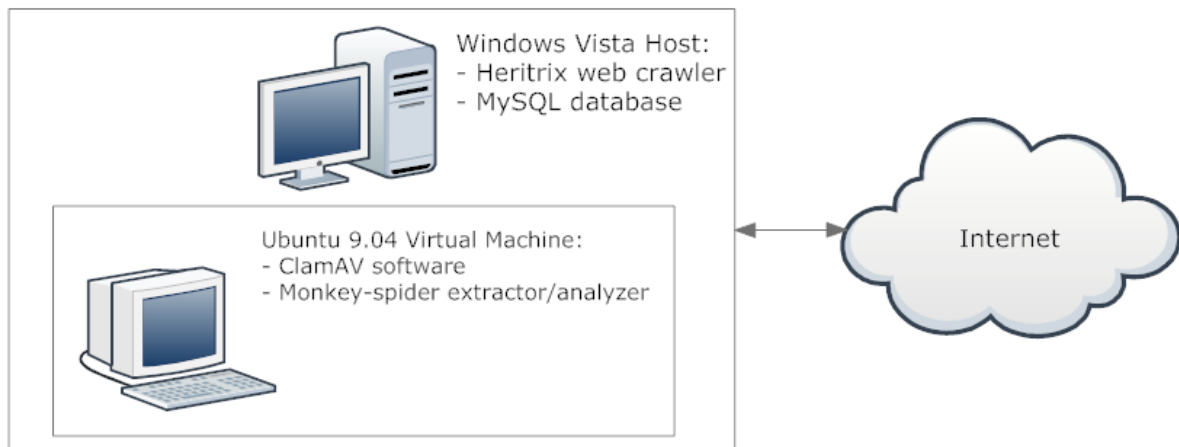 Windows Vista Host:
- Heritrix web crawler
- MySQL database
Ubuntu 9.04 Virtual Machine:
- ClamAV software
- Monkey-spider extractor/analyzer
Internet